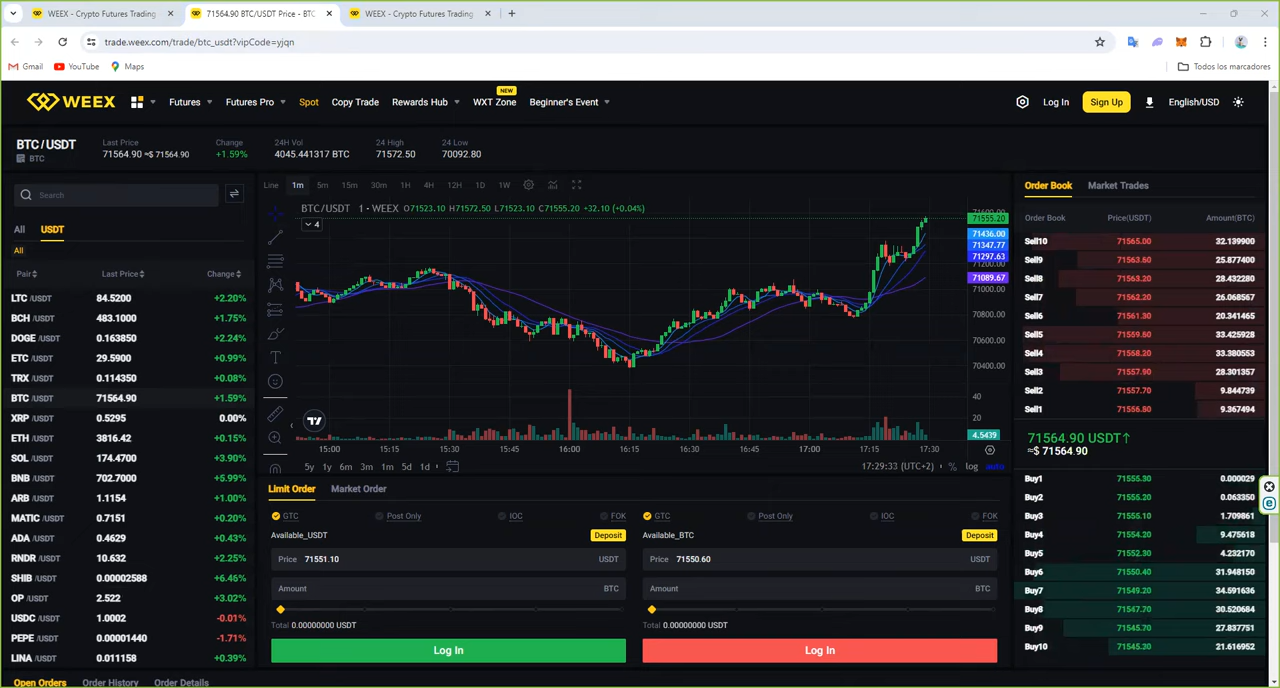 WEEX - Crypto Futures Trading
71564.90 BTC/USDT Price - BTC
WEEX - Crypto Futures Trading
trade.weex.com/trade/btc_usdt?vipCode=yjqn
Gmail YouTube Maps Todos los marcadores
WEEX Futures Futures Pro Spot Copy Trade Rewards Hub WXT Zone NEW Beginner's Event Log In Sign Up English/USD
BTC/USDT Last Price Change 24H Vol 24 High 24 Low
BTC 71564.90 ≈$ 71564.90 +1.59% 4045.441317 BTC 71572.50 70092.80
Search
All USDT
All
Pair Last Price Change
LTC /USDT 84.5200 +2.20%
BCH /USDT 483.1000 +1.75%
DOGE /USDT 0.163850 +2.24%
ETC /USDT 29.5900 +0.99%
TRX /USDT 0.114350 +0.08%
BTC /USDT 71564.90 +1.59%
XRP /USDT 0.5295 0.00%
ETH /USDT 3816.42 +0.15%
SOL /USDT 174.4700 +3.90%
BNB /USDT 702.7000 +5.99%
ARB /USDT 1.1154 +1.00%
MATIC /USDT 0.7151 +0.20%
ADA /USDT 0.4629 +0.43%
RNDR /USDT 10.632 +2.25%
SHIB /USDT 0.00002588 +6.46%
OP /USDT 2.522 +3.02%
USDC /USDT 1.0002 -0.01%
PEPE /USDT 0.00001440 -1.71%
LINA /USDT 0.011158 +0.39%
Open Orders Order History Order Details
Line 1m 5m 15m 30m 1H 4H 12H 1D 1W
BTC/USDT 1 - WEEX O71523.10 H71572.50 L71523.10 C71555.20 +32.10 (+0.04%)
4
71555.20
71436.00
71347.77
71297.63
71200.00
71089.67
71000.00
70800.00
70600.00
70400.00
40
20
4.5439
15:00 15:15 15:30 15:45 16:00 16:15 16:30 16:45 17:00 17:15 17:30
5y 1y 6m 3m 1m 5d 1d 17:29:33 (UTC+2) % log auto
Limit Order Market Order
GTC Post Only IOC FOK
Available_USDT Deposit
Price 71551.10 USDT
Amount BTC
Total 0.00000000 USDT
Log In
GTC Post Only IOC FOK
Available_BTC Deposit
Price 71550.60 USDT
Amount BTC
Total 0.00000000 USDT
Log In
Order Book Market Trades
Order Book Price(USDT) Amount(BTC)
Sell10 71565.00 32.139900
Sell9 71563.60 25.877400
Sell8 71563.20 28.432280
Sell7 71562.20 26.068567
Sell6 71561.30 20.341465
Sell5 71559.60 33.425928
Sell4 71558.20 33.380553
Sell3 71557.90 28.301357
Sell2 71557.70 9.844739
Sell1 71556.80 9.367494
71564.90 USDT↑
≈$ 71564.90
Buy1 71555.30 0.000029
Buy2 71555.20 0.063350
Buy3 71555.10 1.709861
Buy4 71554.20 9.475618
Buy5 71552.30 4.232170
Buy6 71550.40 31.948150
Buy7 71549.20 34.591636
Buy8 71547.70 30.520684
Buy9 71545.70 27.837751
Buy10 71545.30 21.616952